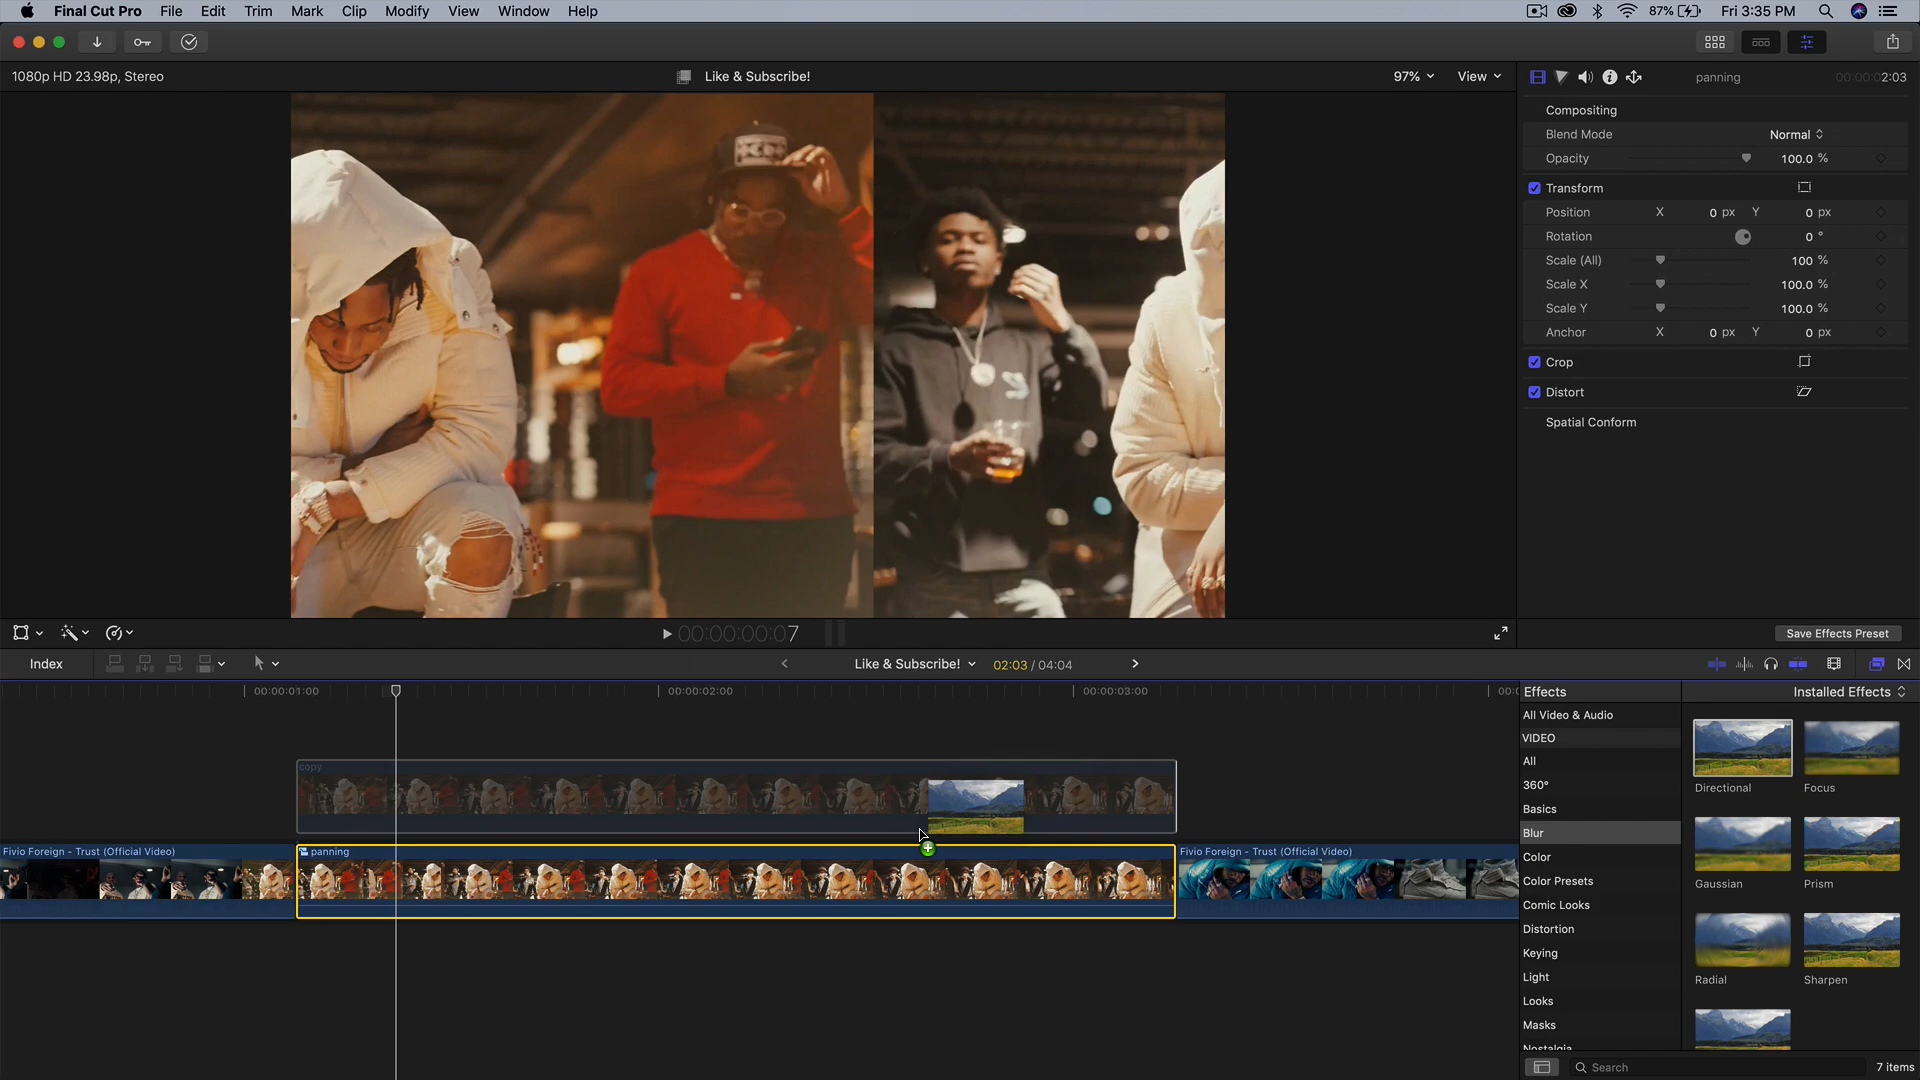 Final Cut Pro File Edit Trim Mark Clip Modify View Window Help 87% Fri 3:35 PM
1080p HD 23.98p, Stereo Like & Subscribe! 97% View panning 00:00:00:02:03
Compositing
Blend Mode Normal
Opacity 100.0 %
Transform
Position X 0 px Y 0 px
Rotation 0 °
Scale (All) 100 %
Scale X 100.0 %
Scale Y 100.0 %
Anchor X 0 px Y 0 px
Crop
Distort
Spatial Conform
00:00:00:07 Save Effects Preset
Index Like & Subscribe! 02:03 / 04:04
00:00:01:00 00:00:02:00 00:00:03:00
copy
Fivio Foreign - Trust (Official Video) panning Fivio Foreign - Trust (Official Video)
Effects Installed Effects
All Video & Audio
VIDEO
All
360°
Basics
Blur
Color
Color Presets
Comic Looks
Distortion
Keying
Light
Looks
Masks
Nostalgia
Directional Focus
Gaussian Prism
Radial Sharpen
Search 7 items